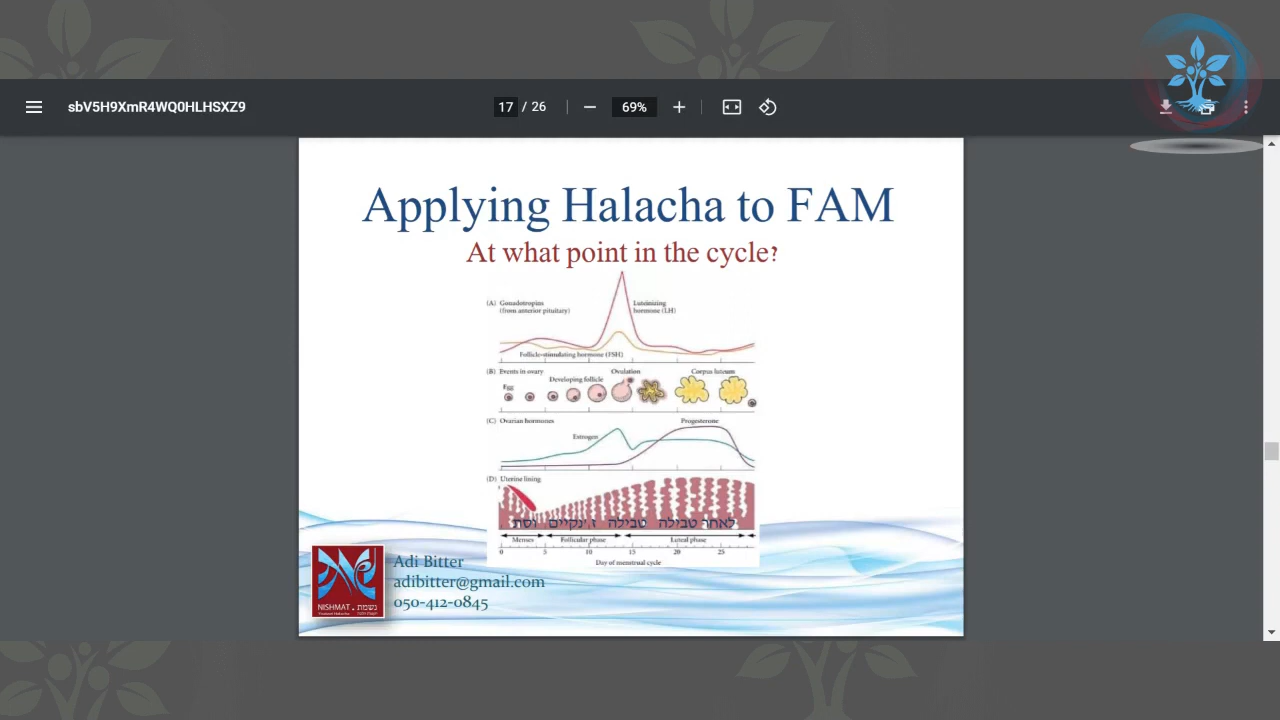 sbV5H9XmR4WQ0HLHSXZ9
17 / 26
69%
Applying Halacha to FAM
At what point in the cycle?
(A) Gonadotropins
(from anterior pituitary)
Luteinizing
hormone (LH)
Follicle-stimulating hormone (FSH)
(B) Events in ovary
Ovulation
Corpus luteum
Developing follicle
Egg
(C) Ovarian hormones
Progesterone
Estrogen
(D) Uterine lining
וסת ז' נקיים טבילה לאחר טבילה
Menses Follicular phase Luteal phase
0 5 10 15 20 25
Day of menstrual cycle
Adi Bitter
adibitter@gmail.com
050-412-0845
NISHMAT נשמת